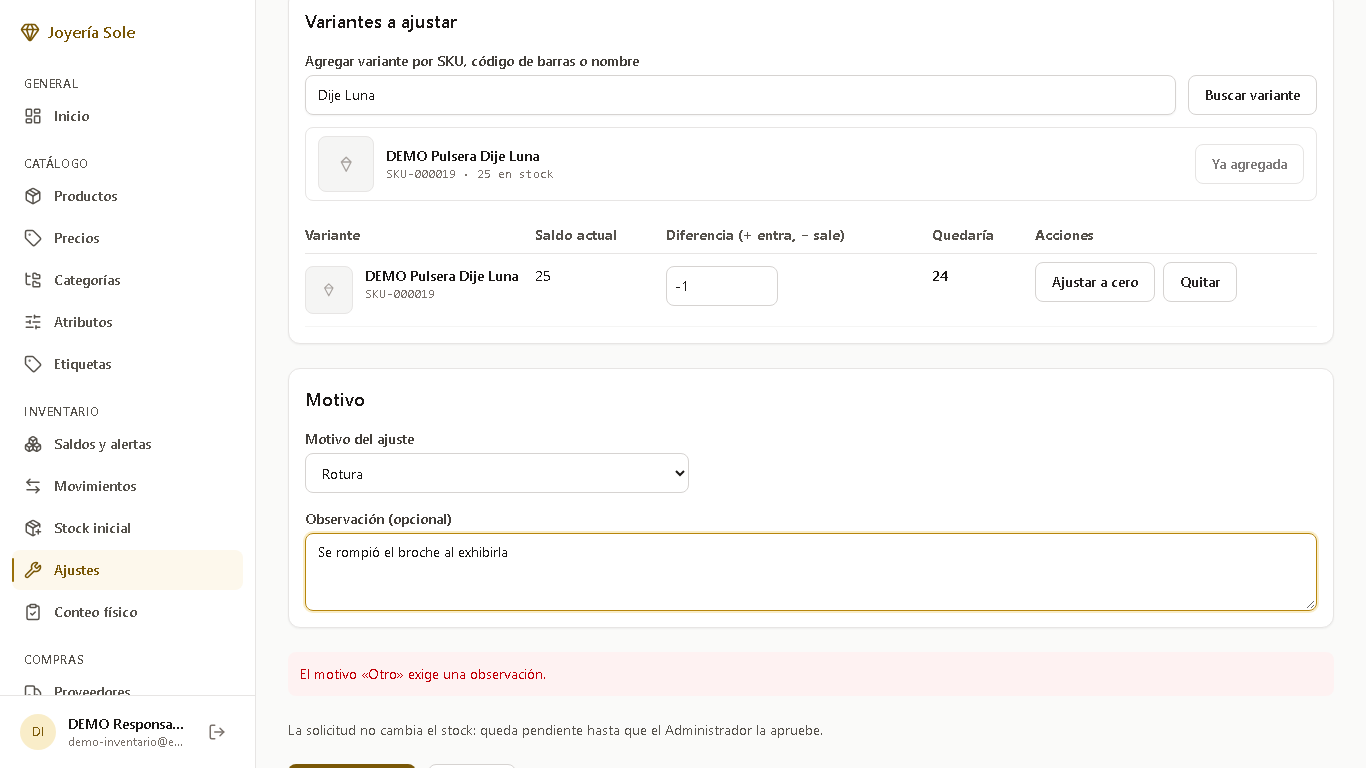 Joyería Sole
GENERAL
Inicio
CATÁLOGO
Productos
Precios
Categorías
Atributos
Etiquetas
INVENTARIO
Saldos y alertas
Movimientos
Stock inicial
Ajustes
Conteo físico
COMPRAS
Proveedores
DI
DEMO Responsa...
demo-inventario@e...
Variantes a ajustar
Agregar variante por SKU, código de barras o nombre
Dije Luna
Buscar variante
DEMO Pulsera Dije Luna
SKU-000019 · 25 en stock
Ya agregada
Variante Saldo actual Diferencia (+ entra, − sale) Quedaría Acciones
DEMO Pulsera Dije Luna 25 -1 24 Ajustar a cero Quitar
SKU-000019
Motivo
Motivo del ajuste
Rotura
Observación (opcional)
Se rompió el broche al exhibirla
El motivo «Otro» exige una observación.
La solicitud no cambia el stock: queda pendiente hasta que el Administrador la apruebe.